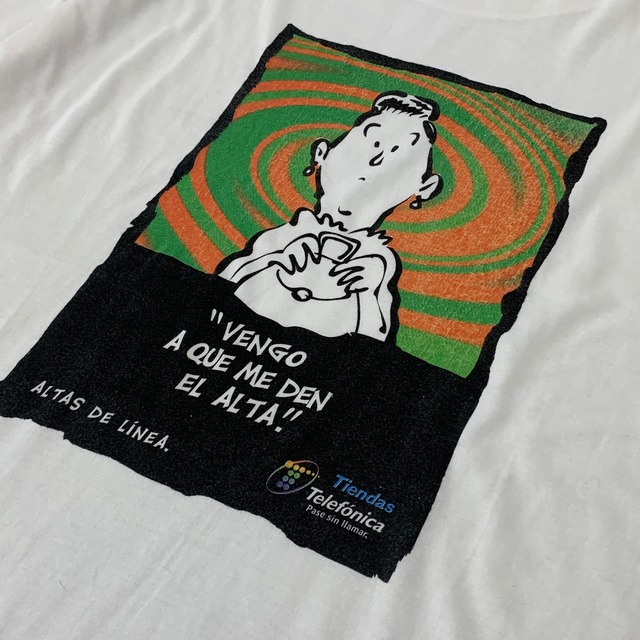 "VENGO
A QUE ME DEN
EL ALTA."
ALTAS DE LÍNEA.
Tiendas
Telefónica
Pase sin llamar.